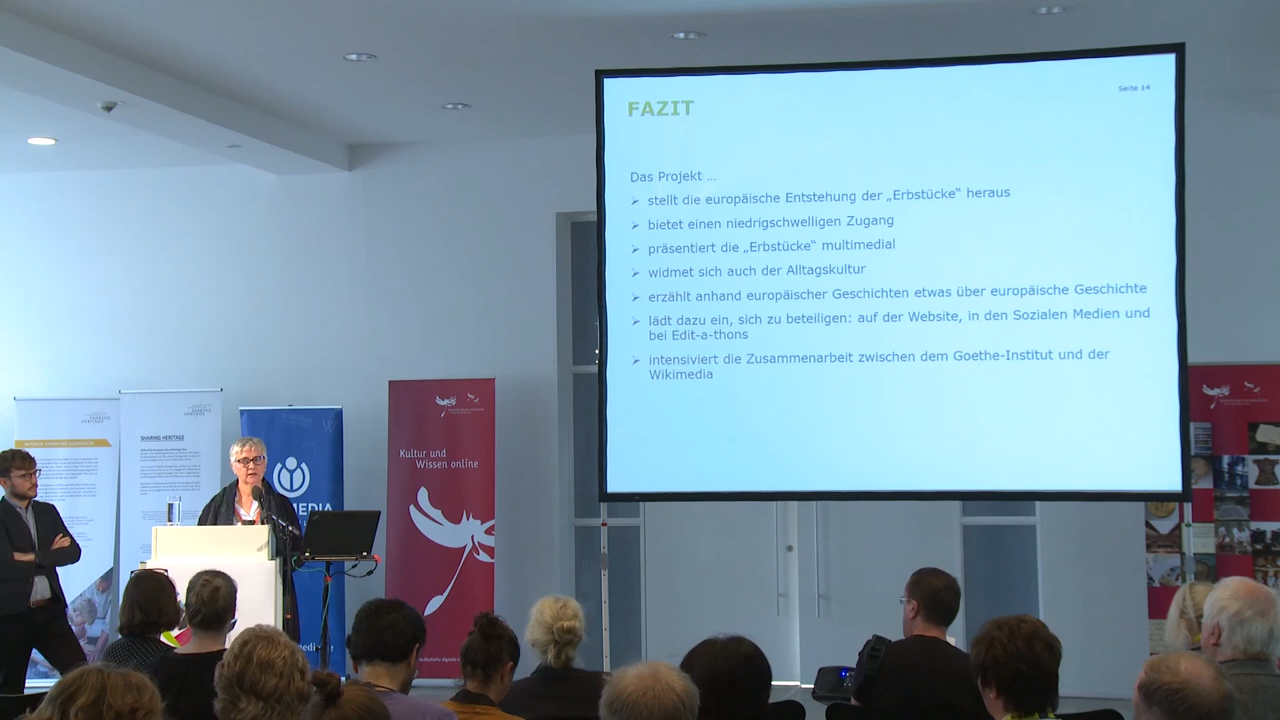 Seite 14
FAZIT
Das Projekt ...
stellt die europäische Entstehung der „Erbstücke“ heraus
bietet einen niedrigschwelligen Zugang
präsentiert die „Erbstücke“ multimedial
widmet sich auch der Alltagskultur
erzählt anhand europäischer Geschichten etwas über europäische Geschichte
lädt dazu ein, sich zu beteiligen: auf der Website, in den Sozialen Medien und
bei Edit-a-thons
intensiviert die Zusammenarbeit zwischen dem Goethe-Institut und der
Wikimedia
SHARING
HERITAGE
SHARING HERITAGE
MEDIA
Kultur und
Wissen online